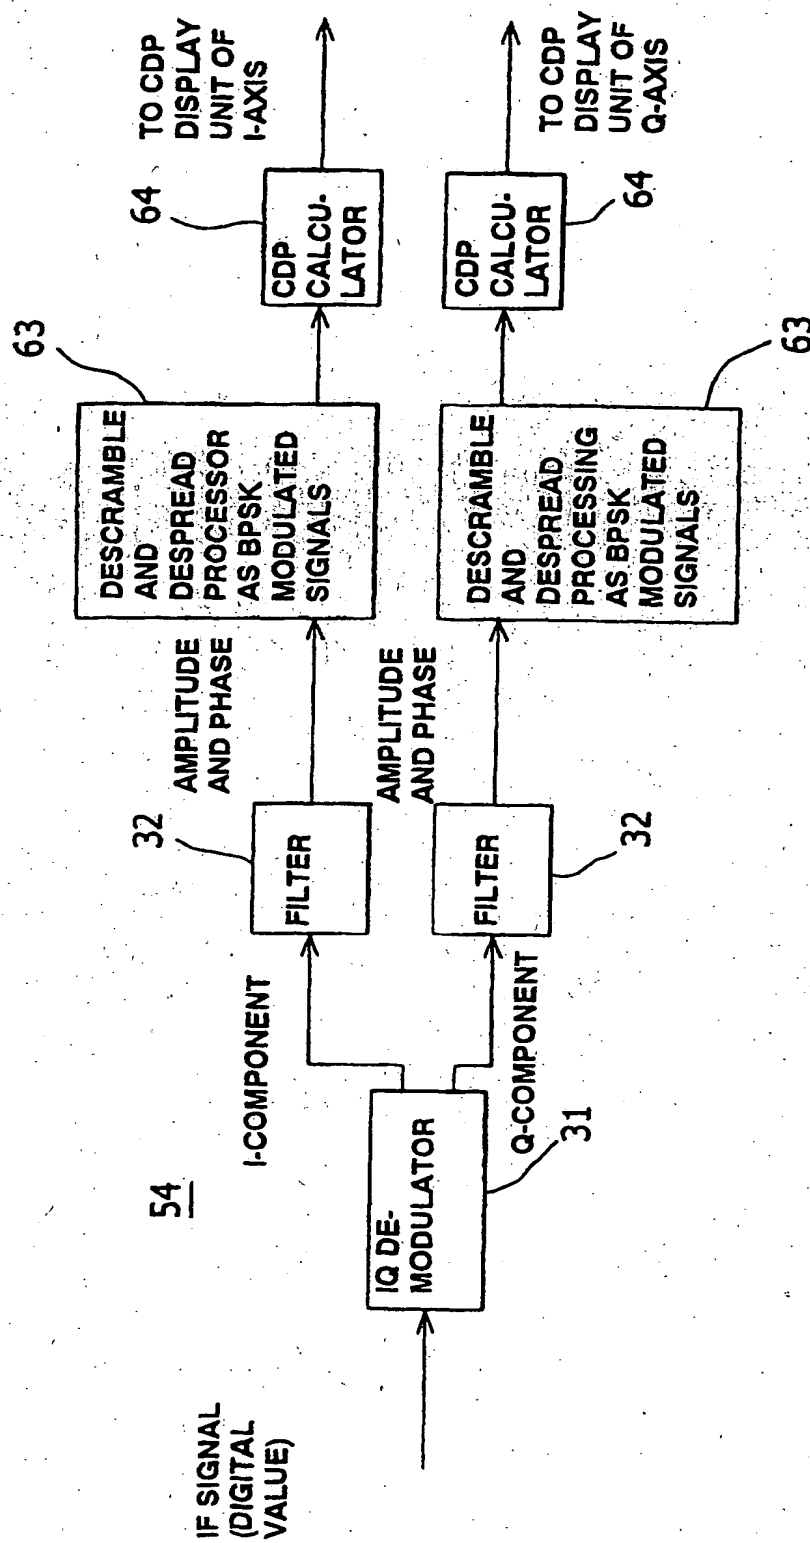 IF SIGNAL
(DIGITAL
VALUE)
54
IQ DE-
MODULATOR
31
I-COMPONENT
Q-COMPONENT
32
FILTER
FILTER
32
AMPLITUDE
AND PHASE
AMPLITUDE
AND PHASE
63
DESCRAMBLE
AND
DESPREAD
PROCESSOR
AS BPSK
MODULATED
SIGNALS
DESCRAMBLE
AND
DESPREAD
PROCESSING
AS BPSK
MODULATED
SIGNALS
63
64
CDP
CALCU-
LATOR
CDP
CALCU-
LATOR
64
TO CDP
DISPLAY
UNIT OF
I-AXIS
TO CDP
DISPLAY
UNIT OF
Q-AXIS